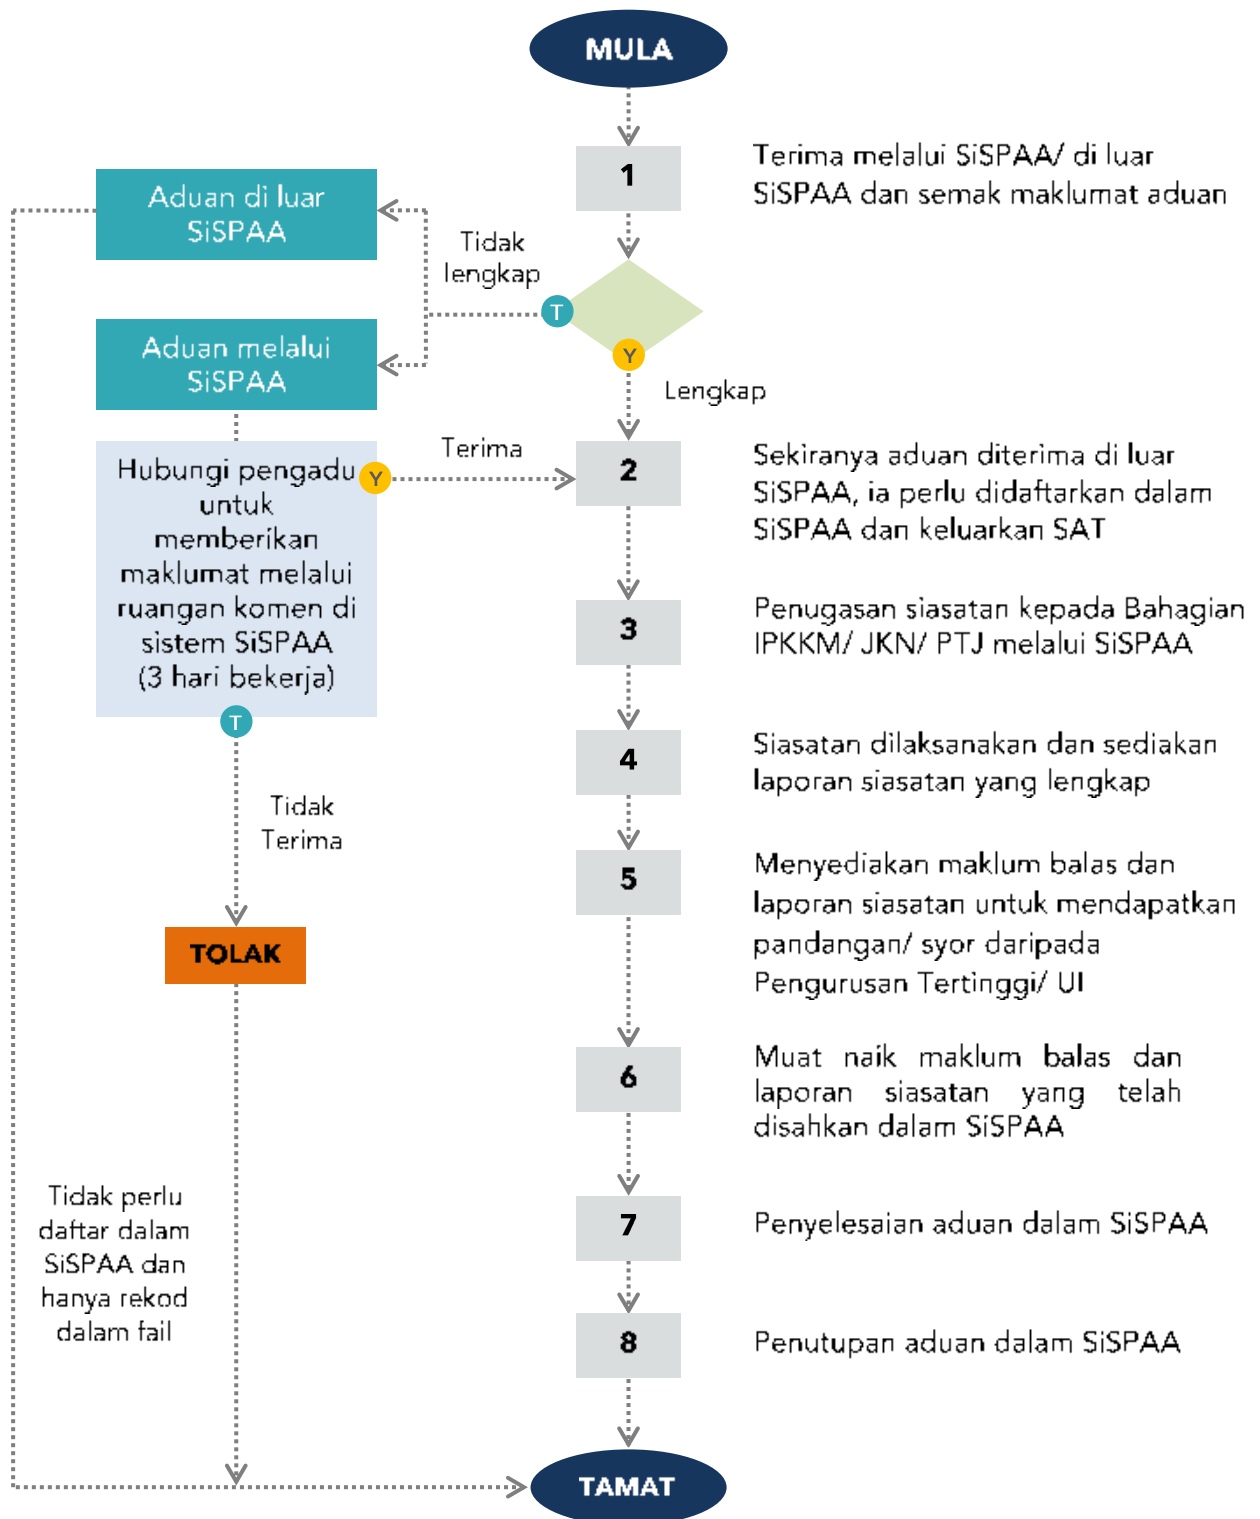 MULA
1
Terima melalui SiSPAA/ di luar
SiSPAA dan semak maklumat aduan
Aduan di luar
SiSPAA
Tidak
lengkap
T
Y
Lengkap
Aduan melalui
SiSPAA
Hubungi pengadu
untuk
memberikan
maklumat melalui
ruangan komen di
sistem SiSPAA
(3 hari bekerja)
Y
Terima
2
Sekiranya aduan diterima di luar
SiSPAA, ia perlu didaftarkan dalam
SiSPAA dan keluarkan SAT
3
Penugasan siasatan kepada Bahagian
IPKKM/ JKN/ PTJ melalui SiSPAA
T
Tidak
Terima
4
Siasatan dilaksanakan dan sediakan
laporan siasatan yang lengkap
5
Menyediakan maklum balas dan
laporan siasatan untuk mendapatkan
pandangan/ syor daripada
Pengurusan Tertinggi/ UI
TOLAK
6
Muat naik maklum balas dan
laporan siasatan yang telah
disahkan dalam SiSPAA
Tidak perlu
daftar dalam
SiSPAA dan
hanya rekod
dalam fail
7
Penyelesaian aduan dalam SiSPAA
8
Penutupan aduan dalam SiSPAA
TAMAT